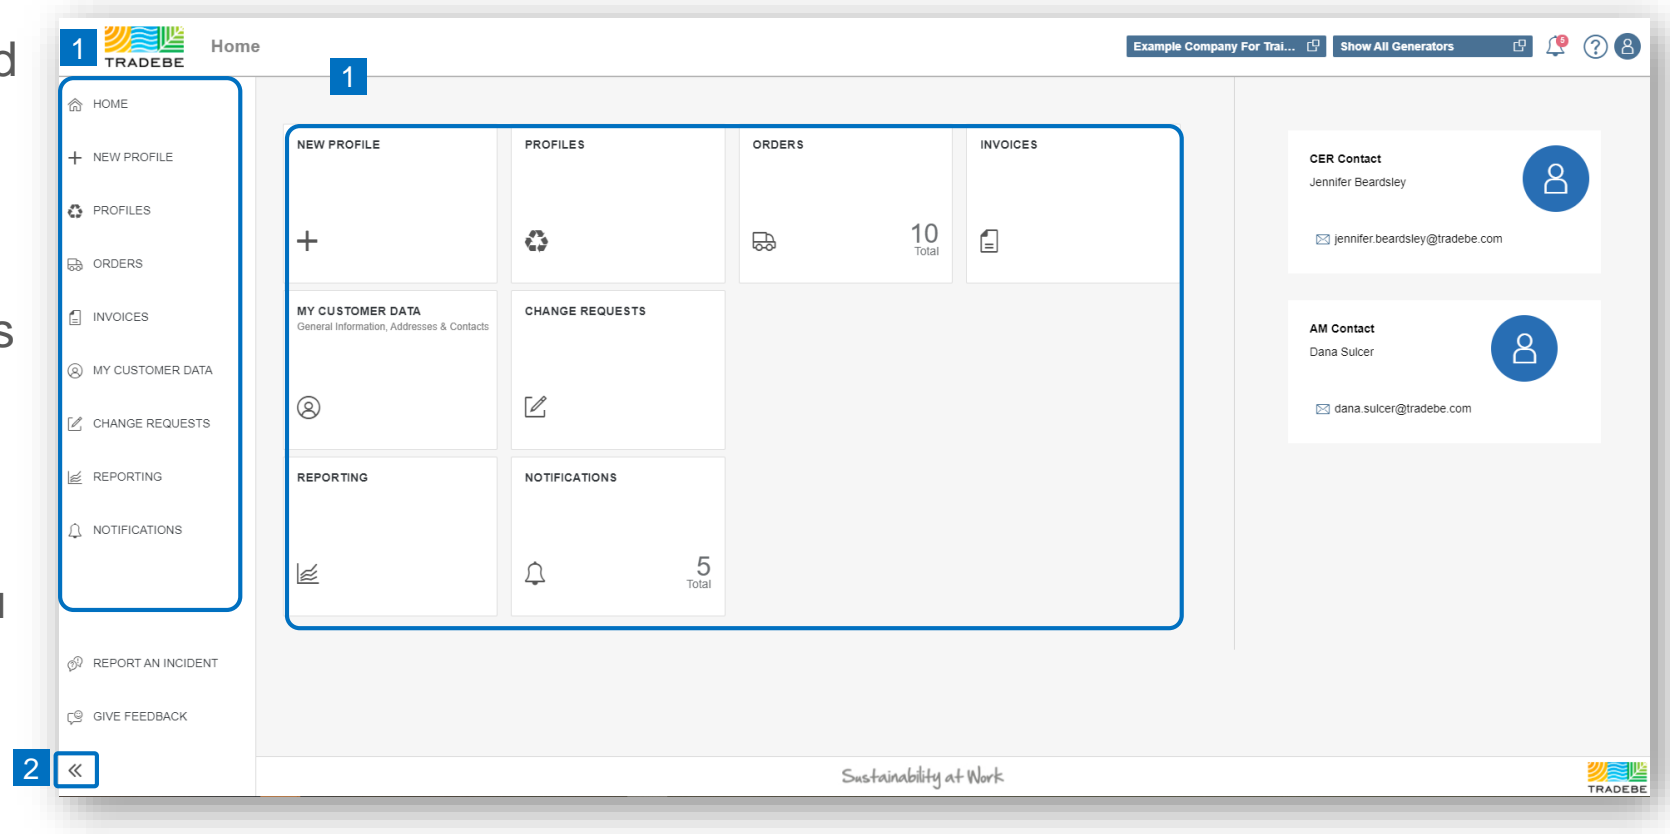 d
s
1
TRADEBE
Home
1
Example Company For Trai...
Show All Generators
5
?
HOME
NEW PROFILE
PROFILES
ORDERS
INVOICES
MY CUSTOMER DATA
CHANGE REQUESTS
REPORTING
NOTIFICATIONS
REPORT AN INCIDENT
GIVE FEEDBACK
2
NEW PROFILE
PROFILES
ORDERS
10
Total
INVOICES
MY CUSTOMER DATA
General Information, Addresses & Contacts
CHANGE REQUESTS
REPORTING
NOTIFICATIONS
5
Total
CER Contact
Jennifer Beardsley
jennifer.beardsley@tradebe.com
AM Contact
Dana Sulcer
dana.sulcer@tradebe.com
Sustainability at Work
TRADEBE